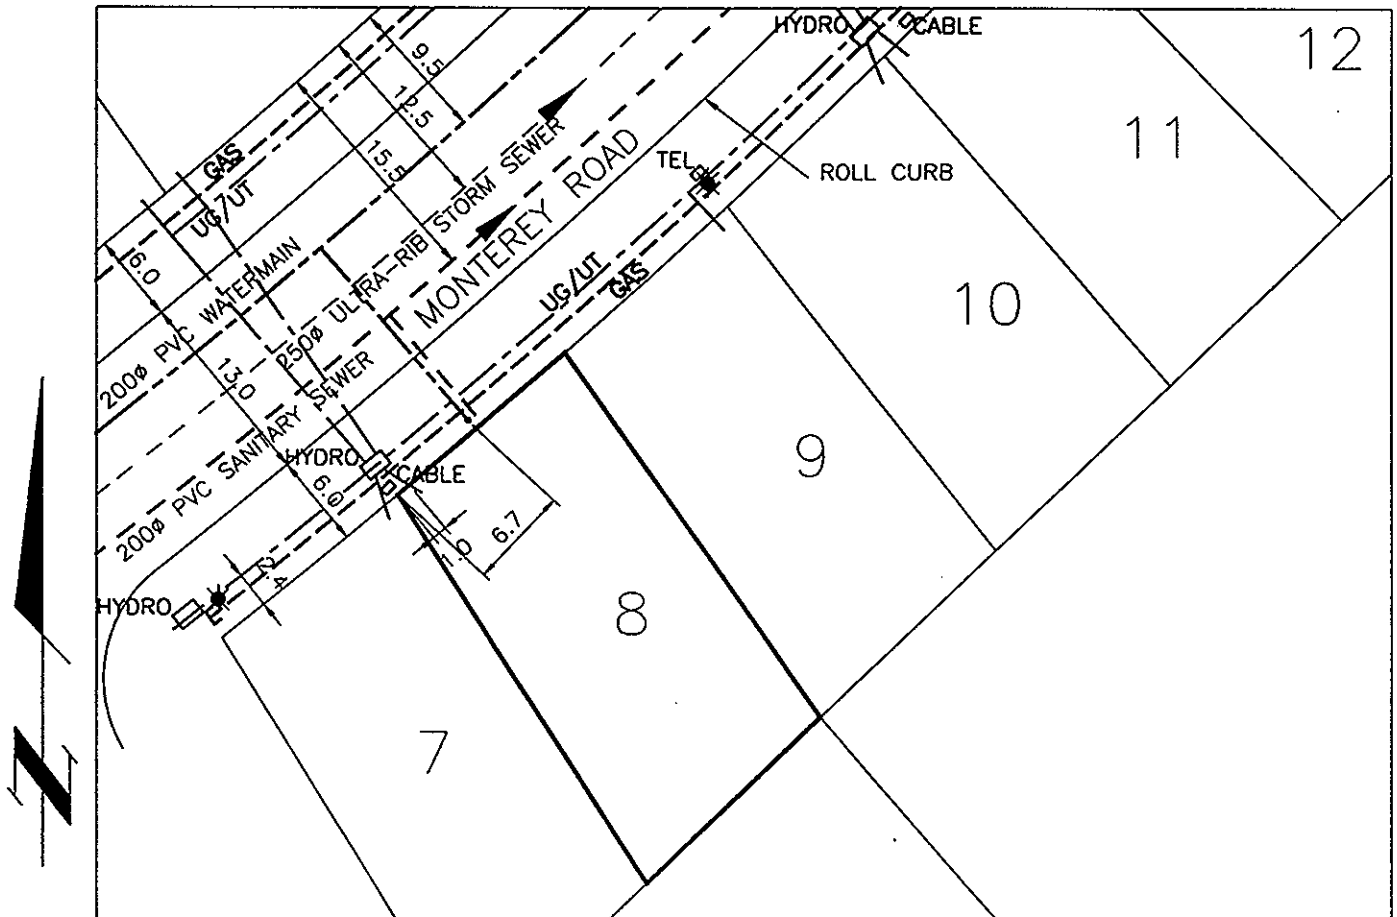 HYDRO
CABLE
12
9.5
12.5
11
15.5
GAS
UG/UT
TEL
ROLL CURB
250ø ULTRA-RIB STORM SEWER
MONTEREY ROAD
6.0
200ø PVC WATERMAIN
UG/UT
GAS
10
13.0
200ø PVC SANITARY SEWER
HYDRO
CABLE
9
6.0
6.7
1.0
2.4
HYDRO
8
7
N